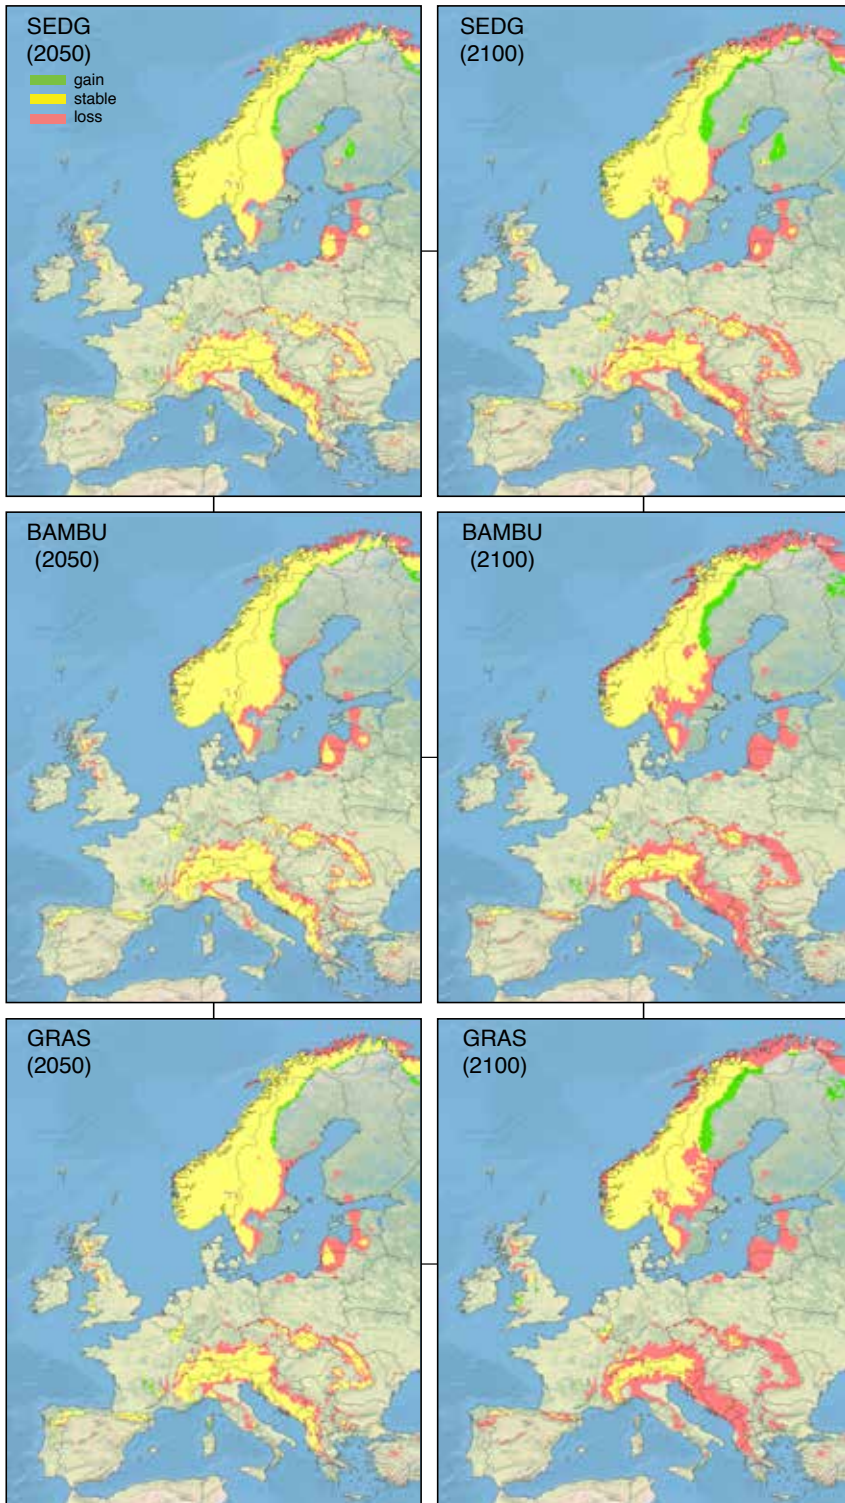 SEDG
(2050)
gain
stable
loss
SEDG
(2100)
BAMBU
(2050)
BAMBU
(2100)
GRAS
(2050)
GRAS
(2100)